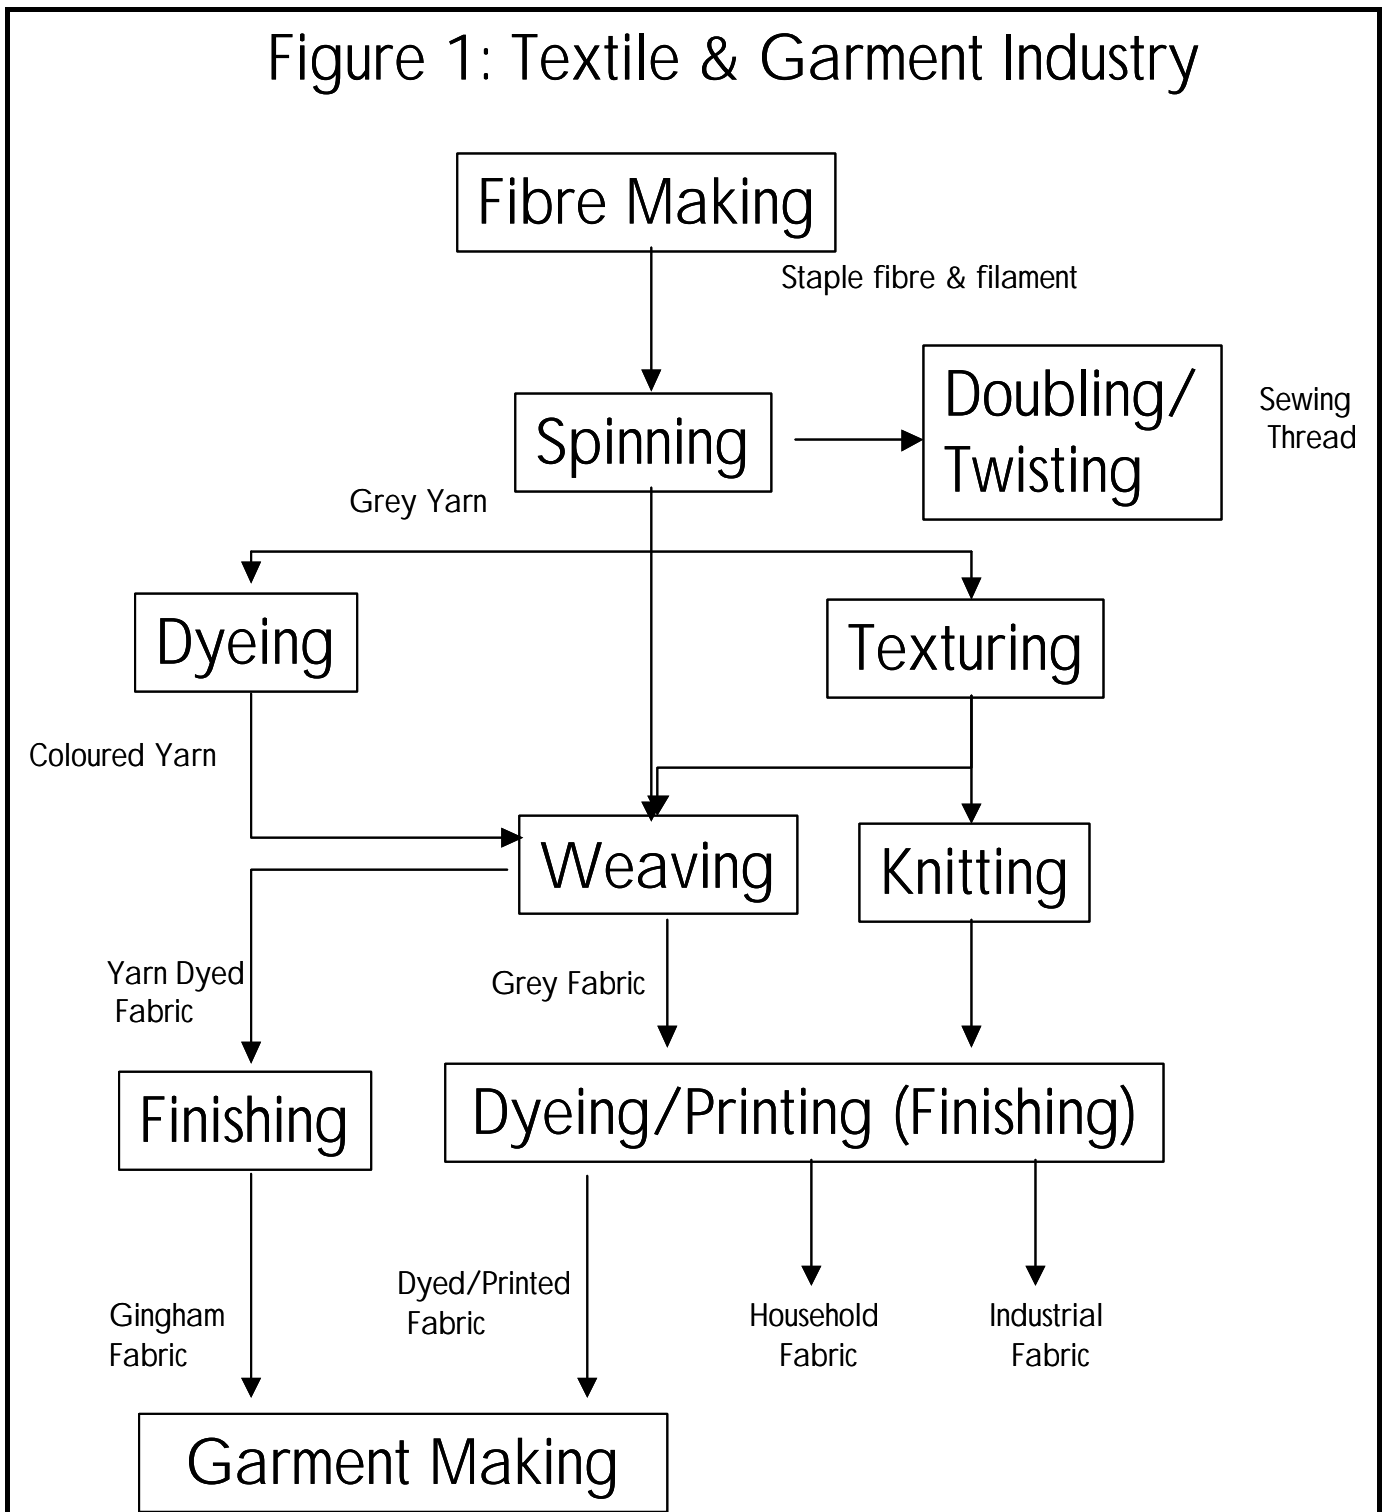 Figure 1: Textile & Garment Industry
Fibre Making
Staple fibre & filament
Doubling/
Twisting
Sewing
Thread
Spinning
Grey Yarn
Dyeing
Texturing
Coloured Yarn
Weaving
Knitting
Yarn Dyed
Fabric
Grey Fabric
Finishing
Dyeing/Printing (Finishing)
Gingham
Fabric
Dyed/Printed
Fabric
Household
Fabric
Industrial
Fabric
Garment Making